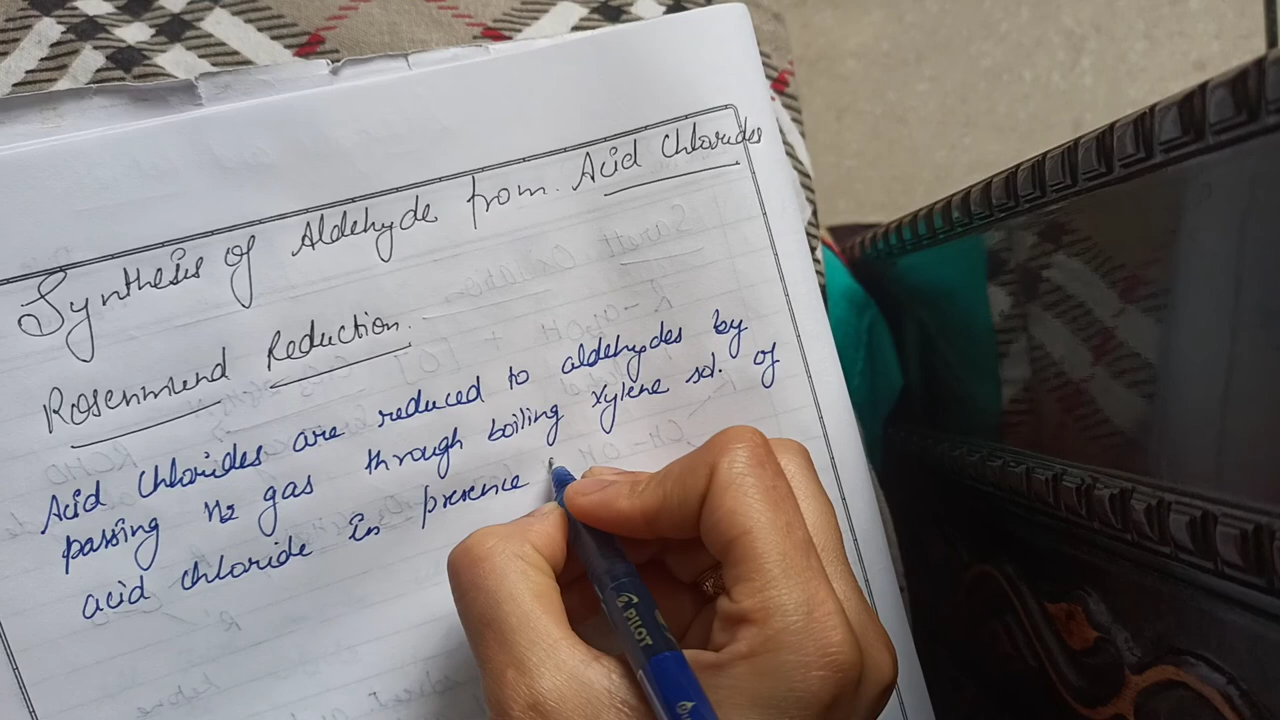 Synthesis of Aldehyde from Acid Chlorides
Rosenmund Reduction.
Acid Chlorides are reduced to aldehydes by
passing H2 gas through boiling xylene sol. of
acid chloride in presence
PILOT